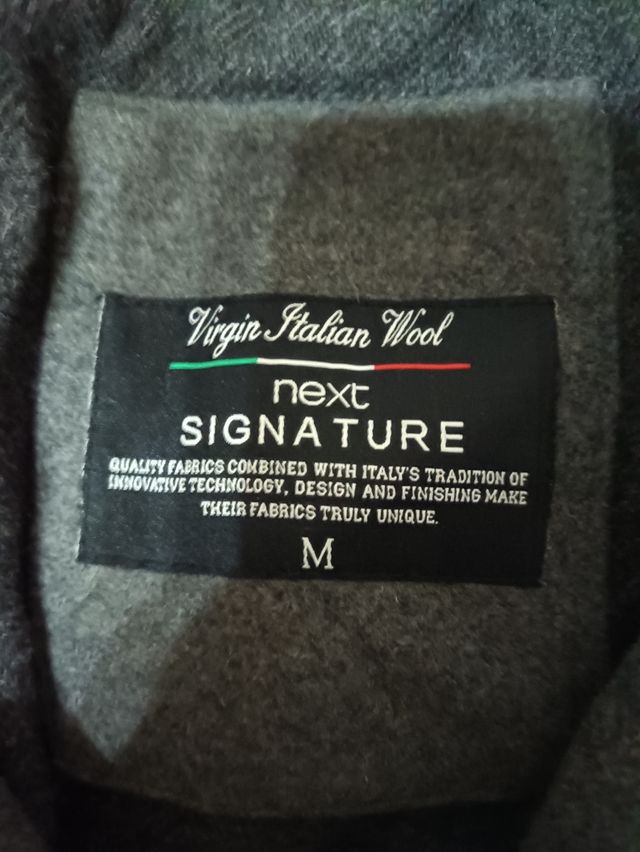 Virgin Italian Wool
next
SIGNATURE
QUALITY FABRICS COMBINED WITH ITALY'S TRADITION OF
INNOVATIVE TECHNOLOGY, DESIGN AND FINISHING MAKE
THEIR FABRICS TRULY UNIQUE.
M